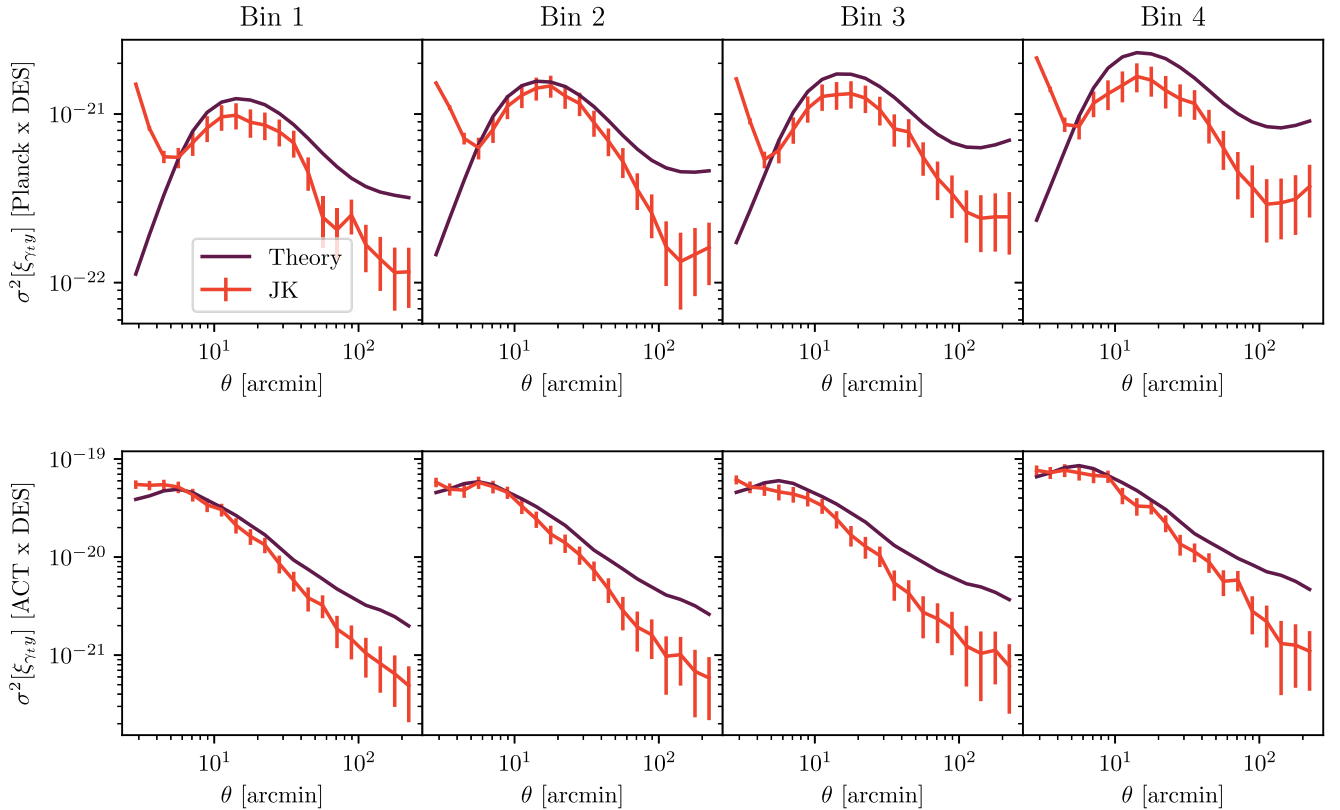 Bin 1 Bin 2 Bin 3 Bin 4
σ²[ξγₜy] [Planck x DES]
10⁻²¹
10⁻²²
Theory
JK
10¹ 10² 10¹ 10² 10¹ 10² 10¹ 10²
θ [arcmin] θ [arcmin] θ [arcmin] θ [arcmin]
σ²[ξγₜy] [ACT x DES]
10⁻¹⁹
10⁻²⁰
10⁻²¹
10¹ 10² 10¹ 10² 10¹ 10² 10¹ 10²
θ [arcmin] θ [arcmin] θ [arcmin] θ [arcmin]